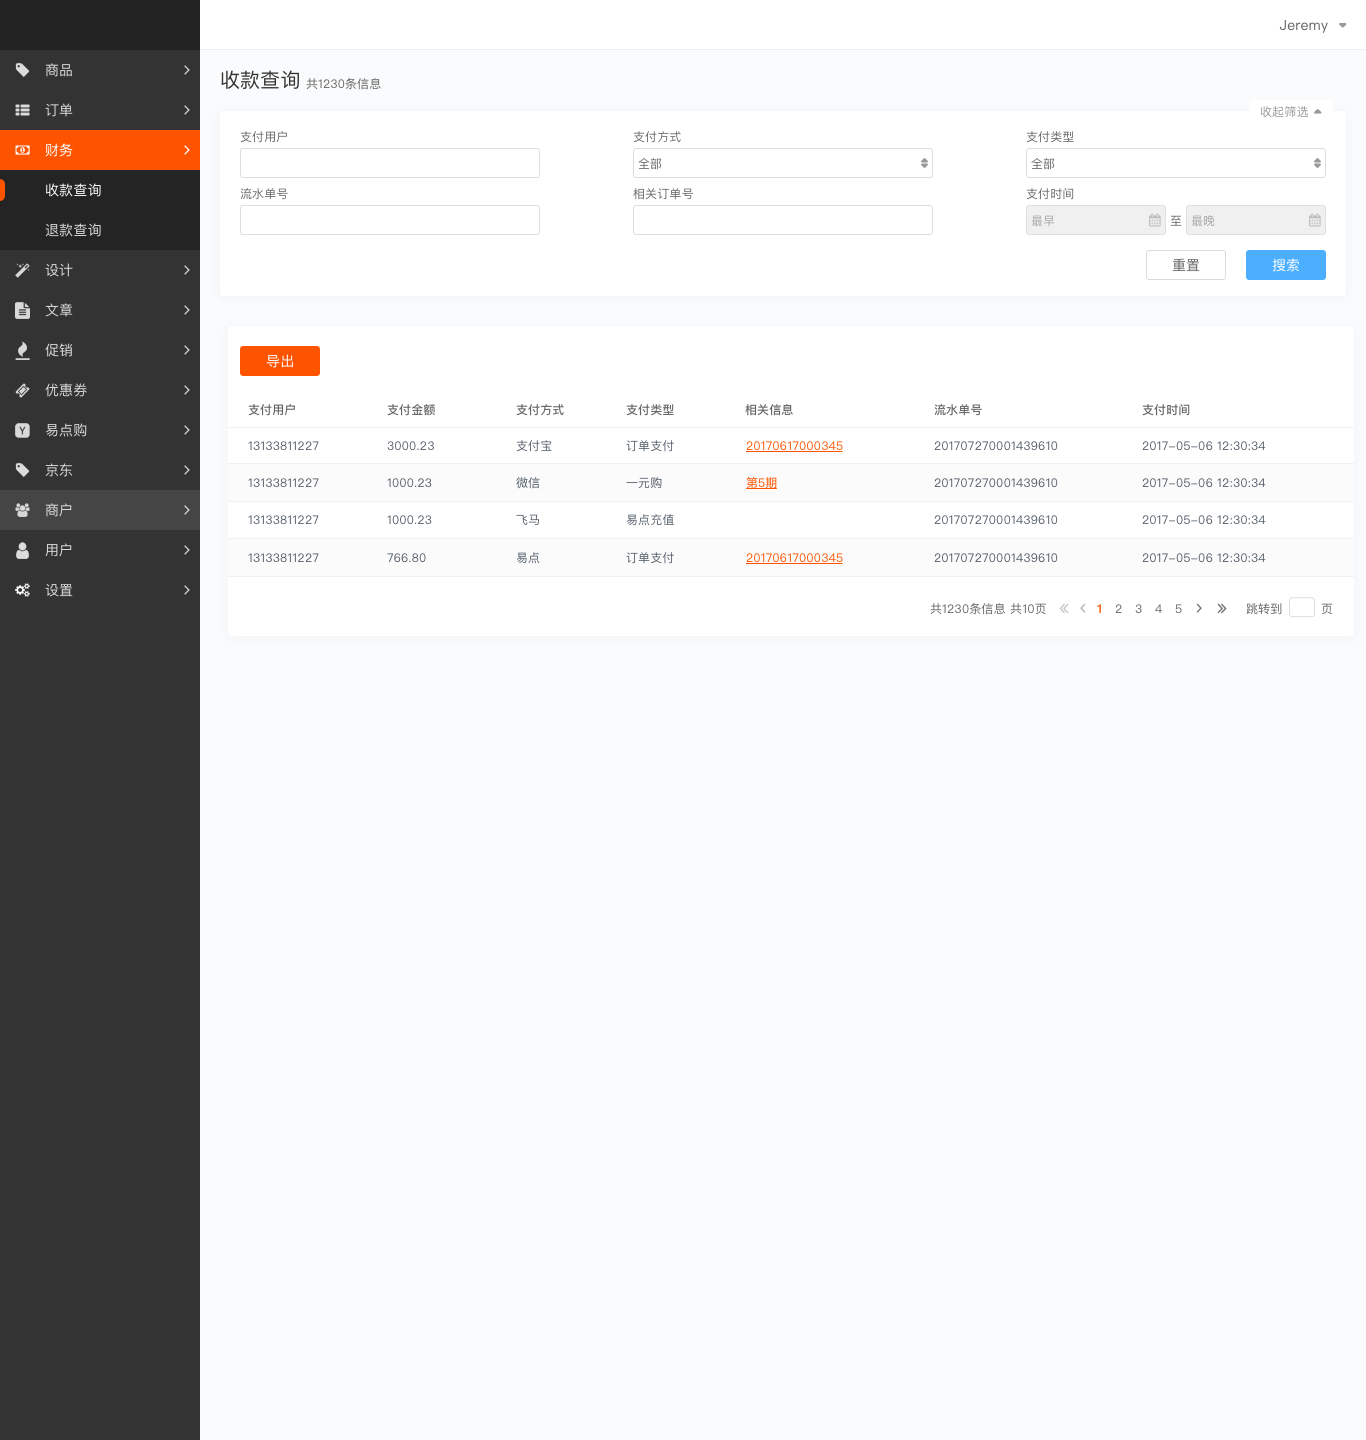 Jeremy
商品
订单
财务
收款查询
退款查询
设计
文章
促销
优惠券
易点购
京东
商户
用户
设置
收款查询 共1230条信息
收起筛选
支付用户 支付方式 支付类型
全部 全部
流水单号 相关订单号 支付时间
最早 至 最晚
重置 搜索
导出
支付用户 支付金额 支付方式 支付类型 相关信息 流水单号 支付时间
13133811227 3000.23 支付宝 订单支付 20170617000345 201707270001439610 2017-05-06 12:30:34
13133811227 1000.23 微信 一元购 第5期 201707270001439610 2017-05-06 12:30:34
13133811227 1000.23 飞马 易点充值 201707270001439610 2017-05-06 12:30:34
13133811227 766.80 易点 订单支付 20170617000345 201707270001439610 2017-05-06 12:30:34
共1230条信息 共10页 1 2 3 4 5 跳转到 页